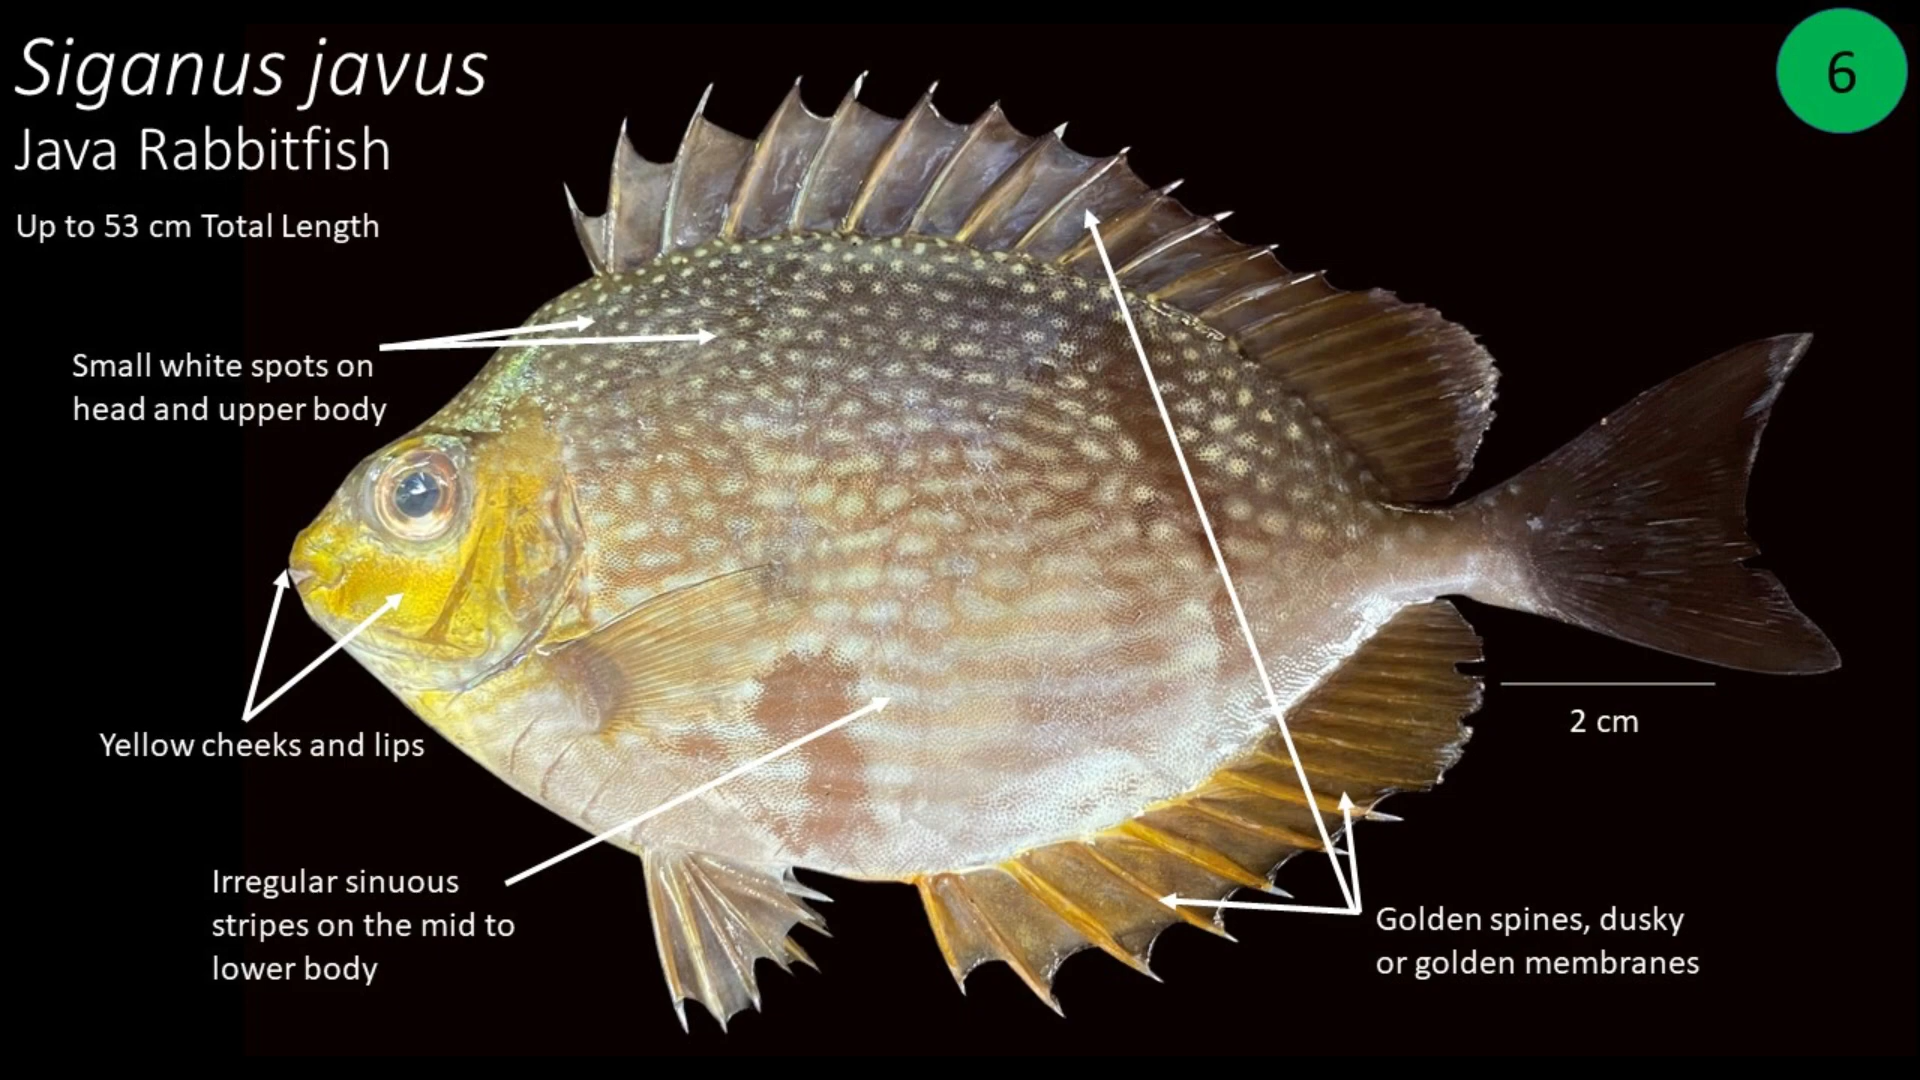 Siganus javus
Java Rabbitfish
Up to 53 cm Total Length
6
Small white spots on
head and upper body
Yellow cheeks and lips
Irregular sinuous
stripes on the mid to
lower body
2 cm
Golden spines, dusky
or golden membranes